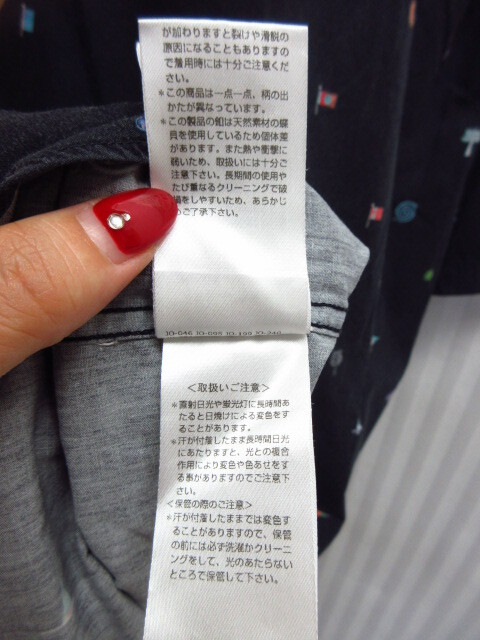 が加わりますと裂けや滑脱の
原因になることもありますの
で着用時には十分ご注意くだ
さい。
*この商品は一点一点、柄の出
かたが異なっています。
*この製品の釦は天然素材の蝶
貝を使用しているため個体差
があります。また熱や衝撃に
弱いため、取扱いには十分ご
注意下さい。長期間の使用や
たび重なるクリーニングで破
損をしやすいため、あらかじ
めご了承下さい。
IO-046 IO-095 IO-199 IO-240
<取扱いご注意>
*直射日光や蛍光灯に長時間あ
たると日焼けによる変色をす
ることがあります。
*汗が付着したまま長時間日光
にあたりますと、光との複合
作用により変色や色あせをす
る事がありますのでご注意下
さい。
<保管の際のご注意>
*汗が付着したままでは変色す
ることがありますので、保管
の前には必ず洗濯かクリーニ
ングをして、光のあたらない
ところで保管して下さい。